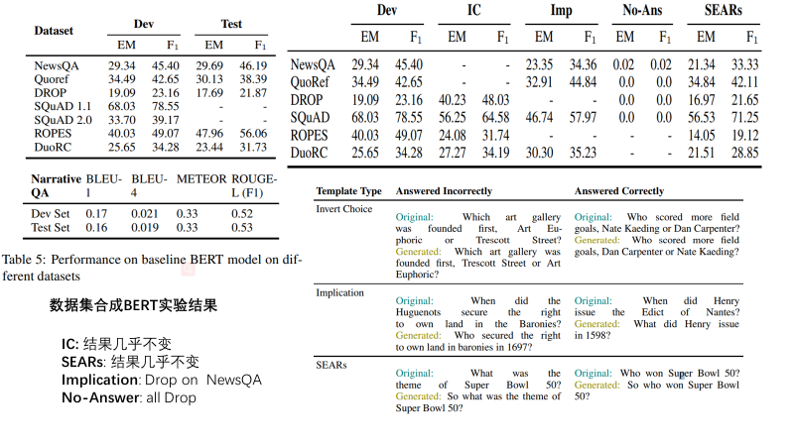 Dataset Dev Test
EM F1 EM F1
NewsQA 29.34 45.40 29.69 46.19
Quoref 34.49 42.65 30.13 38.39
DROP 19.09 23.16 17.69 21.87
SQuAD 1.1 68.03 78.55 - -
SQuAD 2.0 33.70 39.17 - -
ROPES 40.03 49.07 47.96 56.06
DuoRC 25.65 34.28 23.44 31.73
Narrative BLEU- BLEU- METEOR ROUGE-
QA 1 4 L (F1)
Dev Set 0.17 0.021 0.33 0.52
Test Set 0.16 0.019 0.33 0.53
Table 5: Performance on baseline BERT model on dif-
ferent datasets
数据集合成BERT实验结果
IC: 结果几乎不变
SEARs: 结果几乎不变
Implication: Drop on NewsQA
No-Answer: all Drop
Dev IC Imp No-Ans SEARs
EM F1 EM F1 EM F1 EM F1 EM F1
NewsQA 29.34 45.40 - - 23.35 34.36 0.02 0.02 21.34 33.33
QuoRef 34.49 42.65 - - 32.91 44.84 0.0 0.0 34.84 42.11
DROP 19.09 23.16 40.23 48.03 - - 0.0 0.0 16.97 21.65
SQuAD 68.03 78.55 56.25 64.58 46.74 57.97 0.0 0.0 56.53 71.25
ROPES 40.03 49.07 24.08 31.74 - - - - 14.05 19.12
DuoRC 25.65 34.28 27.27 34.19 30.30 35.23 - - 21.51 28.85
Template Type Answered Incorrectly Answered Correctly
Invert Choice
Original: Which art gallery
was founded first, Art Eu-
phoric or Trescott Street?
Generated: Which art gallery was
founded first, Trescott Street or Art
Euphoric?
Original: Who scored more field
goals, Nate Kaeding or Dan Carpenter?
Generated: Who scored more field
goals, Dan Carpenter or Nate Kaeding?
Implication
Original: When did the
Huguenots secure the right
to own land in the Baronies?
Generated: Who secured the right
to own land in baronies in 1697?
Original: When did Henry
issue the Edict of Nantes?
Generated: What did Henry issue
in 1598?
SEARs
Original: What was the
theme of Super Bowl 50?
Generated: So what was the theme of
Super Bowl 50?
Original: Who won Super Bowl 50?
Generated: So who won Super Bowl
50?